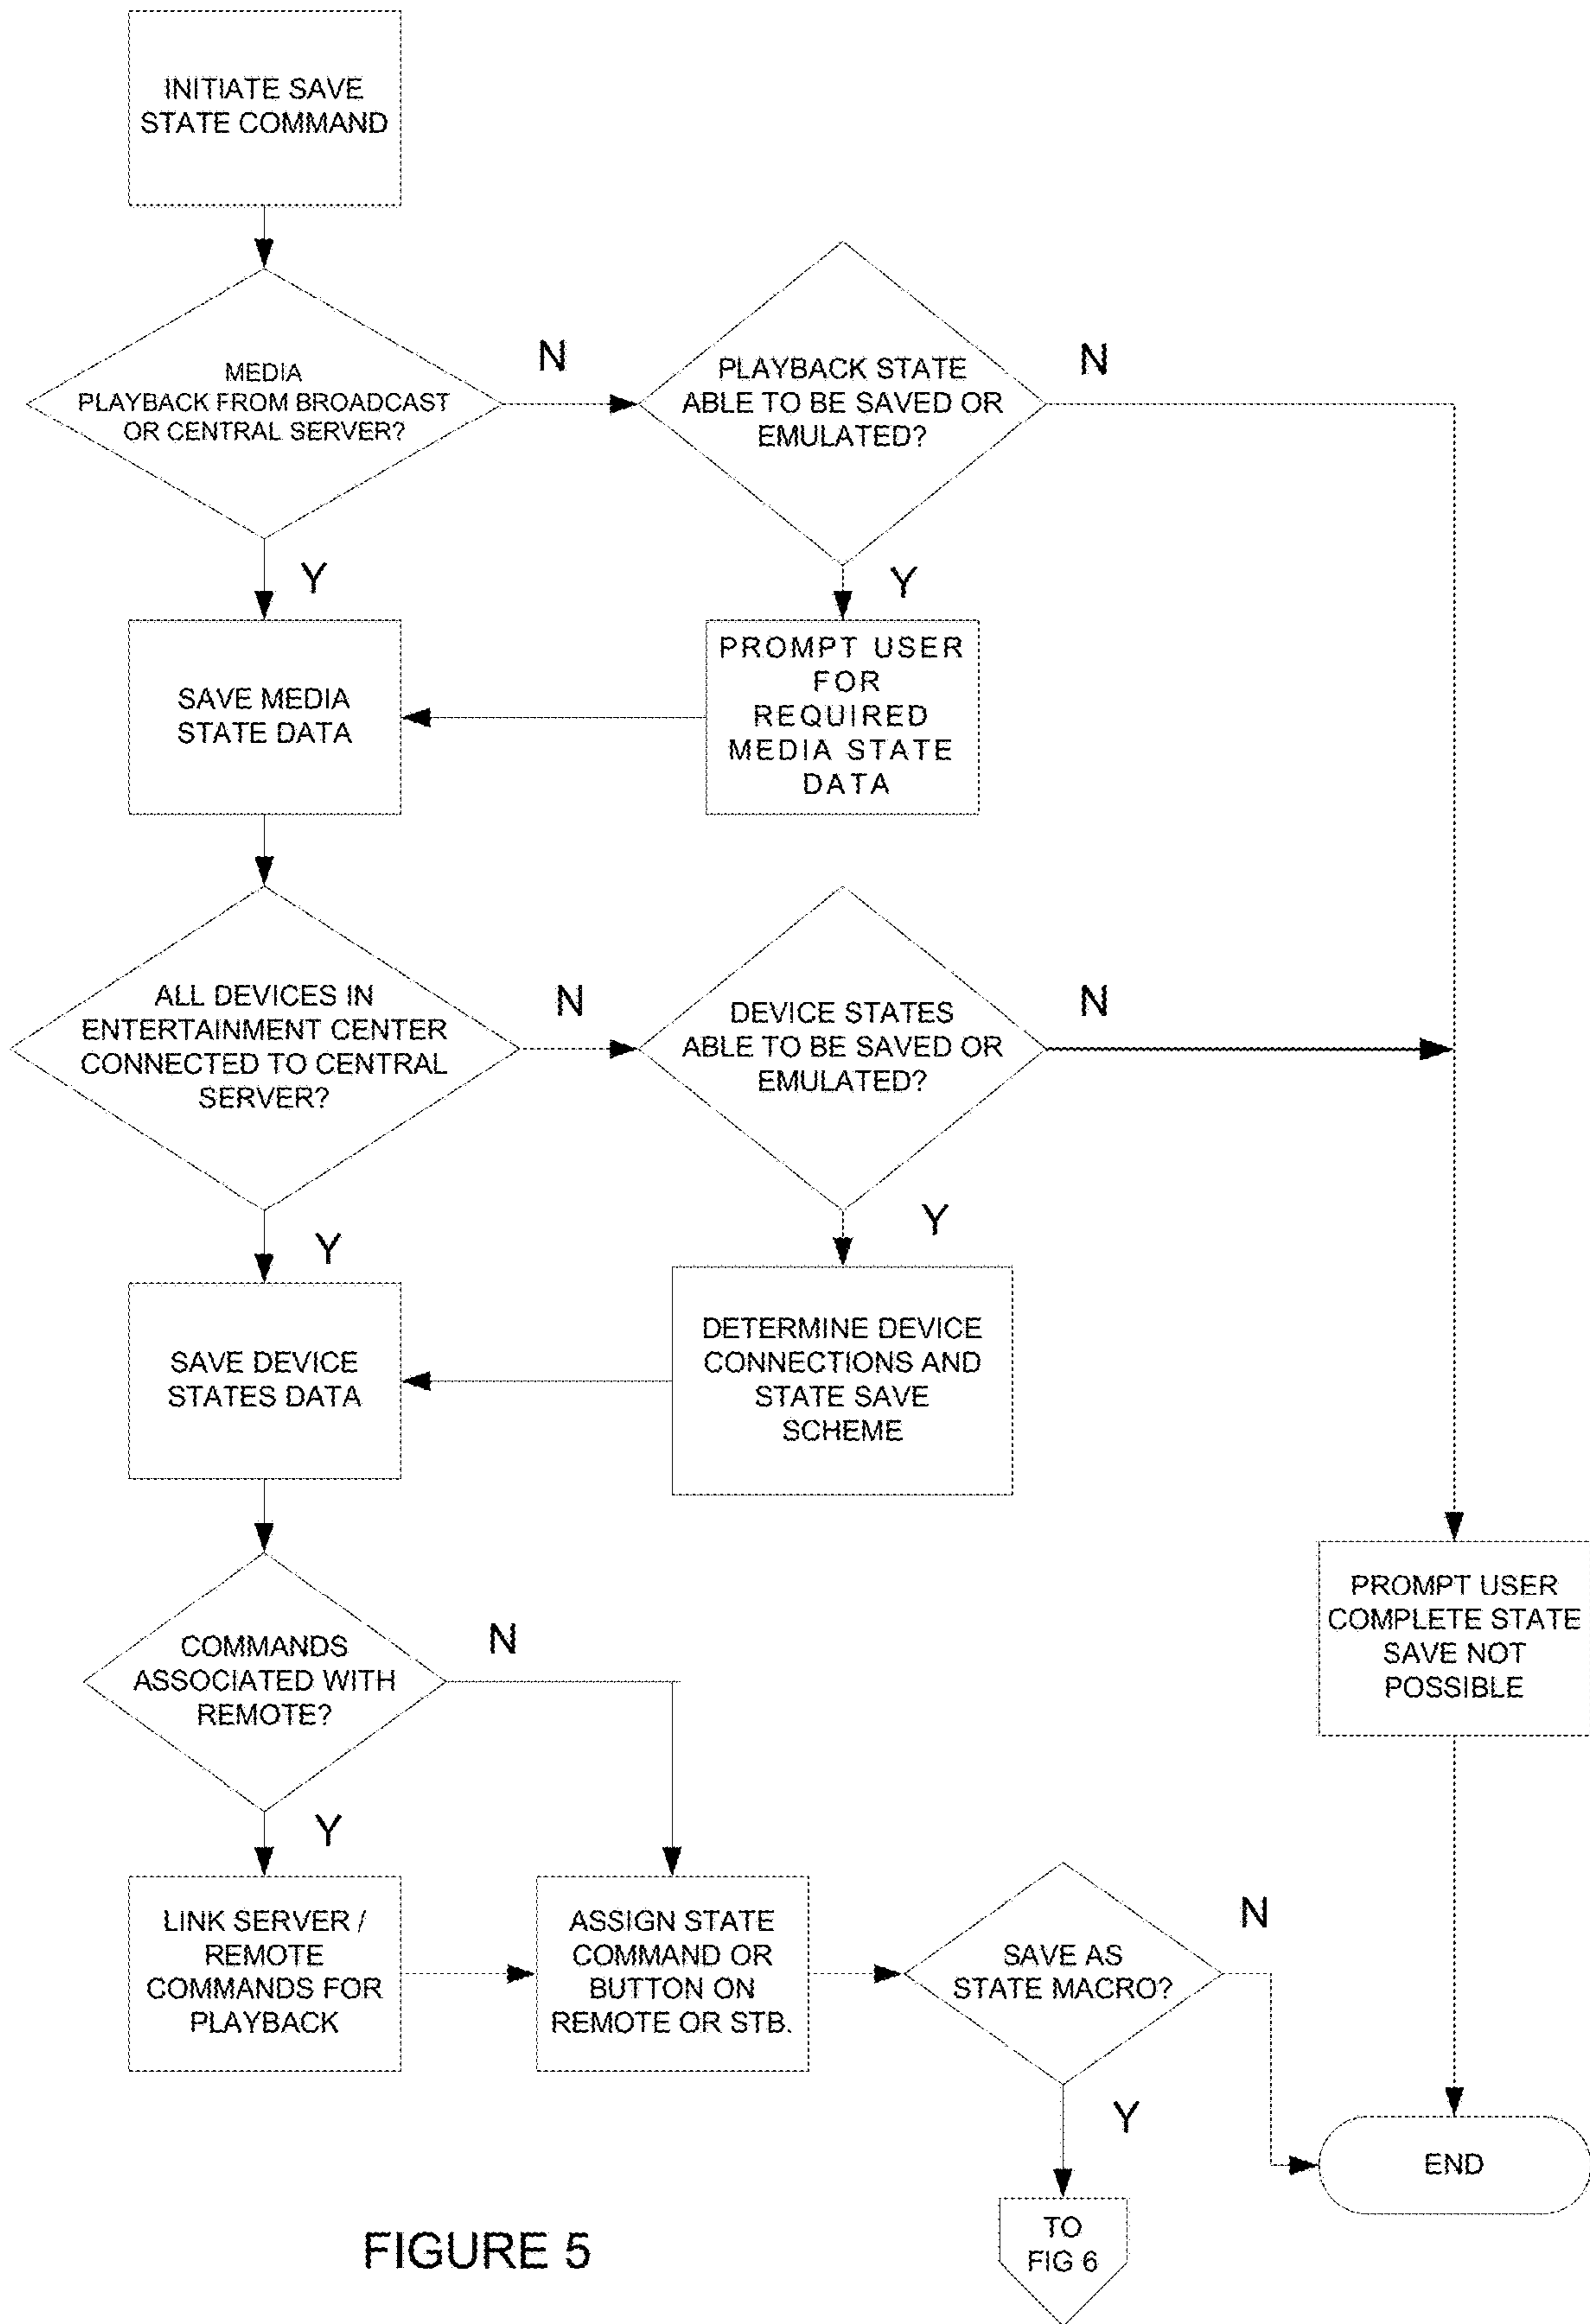 INITIATE SAVE
STATE COMMAND
MEDIA
PLAYBACK FROM BROADCAST
OR CENTRAL SERVER?
N
PLAYBACK STATE
ABLE TO BE SAVED OR
EMULATED?
N
Y
Y
SAVE MEDIA
STATE DATA
PROMPT USER
FOR
REQUIRED
MEDIA STATE
DATA
ALL DEVICES IN
ENTERTAINMENT CENTER
CONNECTED TO CENTRAL
SERVER?
N
DEVICE STATES
ABLE TO BE SAVED OR
EMULATED?
N
Y
Y
SAVE DEVICE
STATES DATA
DETERMINE DEVICE
CONNECTIONS AND
STATE SAVE
SCHEME
COMMANDS
ASSOCIATED WITH
REMOTE?
N
PROMPT USER
COMPLETE STATE
SAVE NOT
POSSIBLE
Y
LINK SERVER /
REMOTE
COMMANDS FOR
PLAYBACK
ASSIGN STATE
COMMAND OR
BUTTON ON
REMOTE OR STB.
SAVE AS
STATE MACRO?
N
Y
END
TO
FIG 6
FIGURE 5